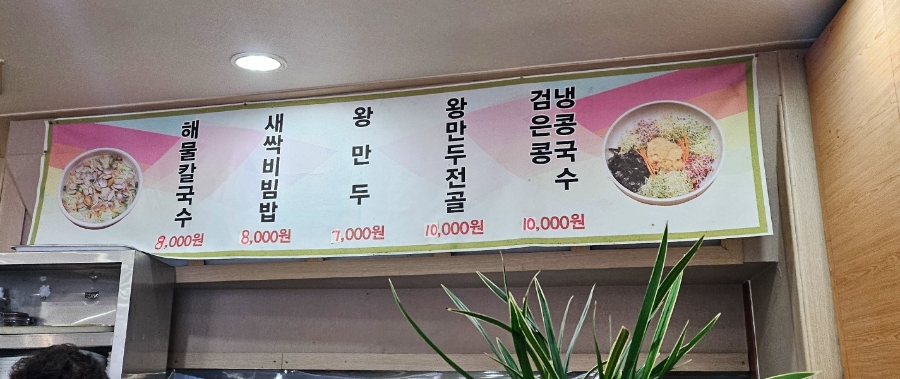 해물칼국수
8,000원
새싹비빔밥
8,000원
왕만두
7,000원
왕만두전골
10,000원
검은콩
냉콩국수
10,000원